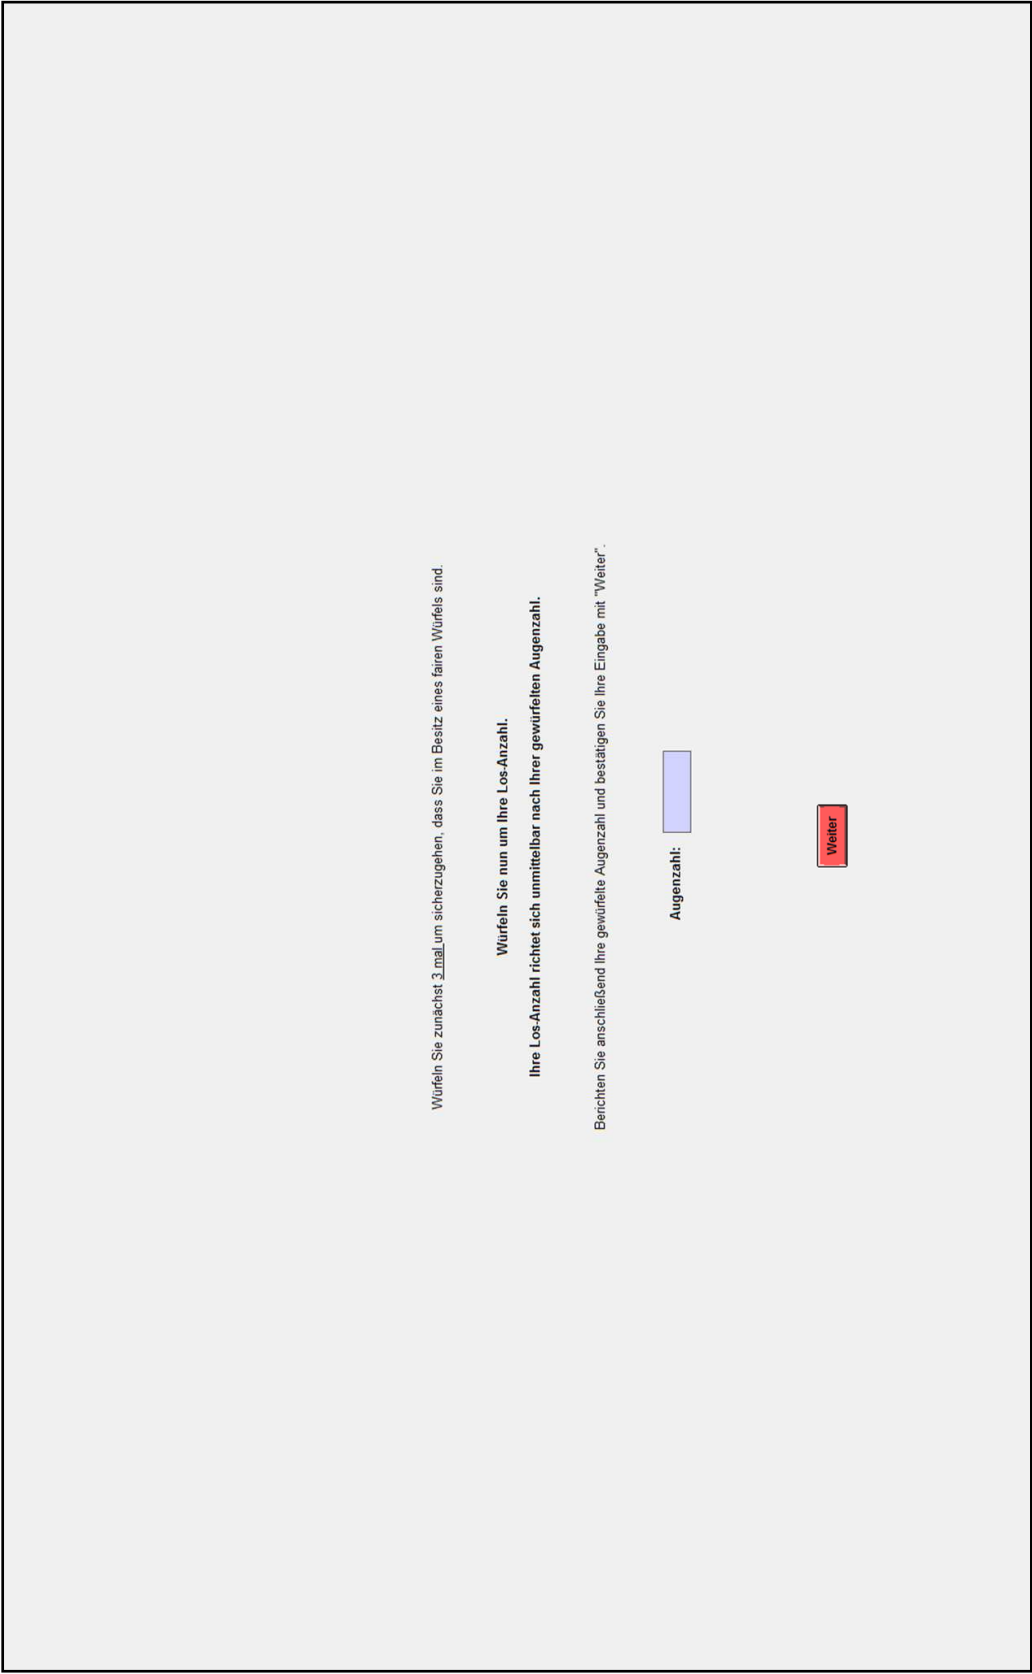 Würfeln Sie zunächst 3 mal um sicherzugehen, dass Sie im Besitz eines fairen Würfels sind.
Würfeln Sie nun um Ihre Los-Anzahl.
Ihre Los-Anzahl richtet sich unmittelbar nach Ihrer gewürfelten Augenzahl.
Berichten Sie anschließend Ihre gewürfelte Augenzahl und bestätigen Sie Ihre Eingabe mit "Weiter".
Augenzahl:
Weiter